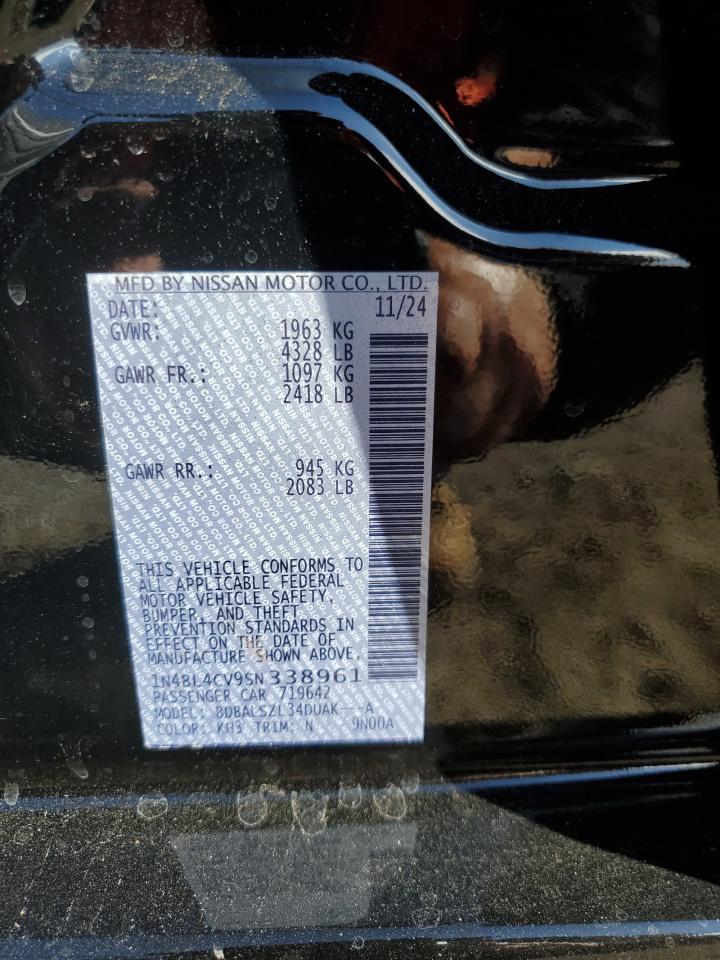 MFD BY NISSAN MOTOR CO., LTD.
DATE: 11/24
GVWR: 1963 KG
4328 LB
GAWR FR.: 1097 KG
2418 LB
GAWR RR.: 945 KG
2083 LB
THIS VEHICLE CONFORMS TO
ALL APPLICABLE FEDERAL
MOTOR VEHICLE SAFETY,
BUMPER, AND THEFT
PREVENTION STANDARDS IN
EFFECT ON THE DATE OF
MANUFACTURE SHOWN ABOVE.
1N4BL4CV9SN338961
PASSENGER CAR 719642
MODEL: BDBALSZL34DUAK---A
COLOR: KH3 TRIM: N 9N00A